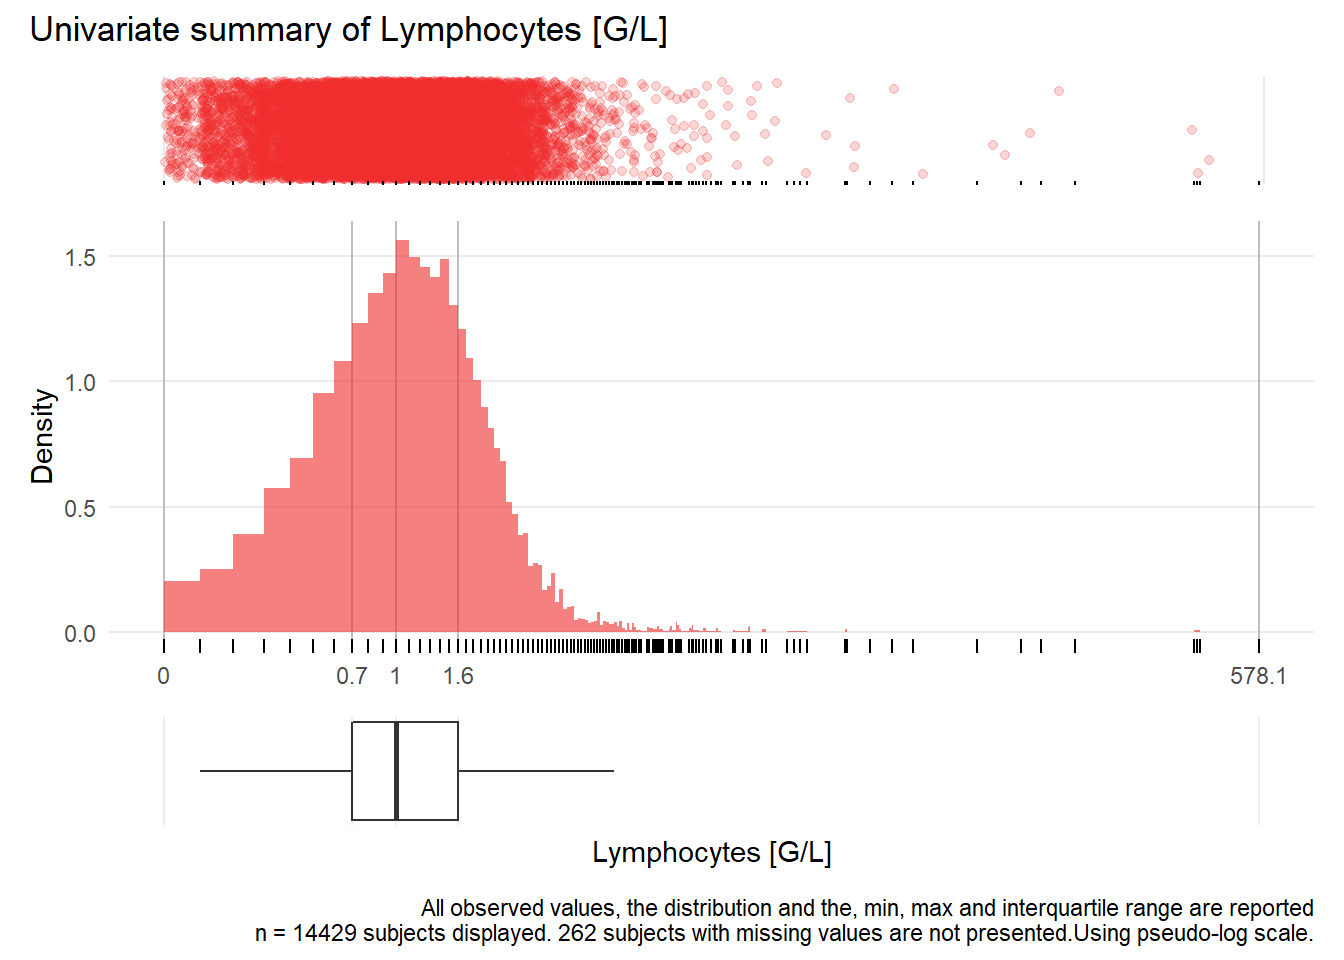 Univariate summary of Lymphocytes [G/L]
1.5
1.0
0.5
0.0
Density
0 0.7 1 1.6 578.1
Lymphocytes [G/L]
All observed values, the distribution and the, min, max and interquartile range are reported
n = 14429 subjects displayed. 262 subjects with missing values are not presented.Using pseudo-log scale.